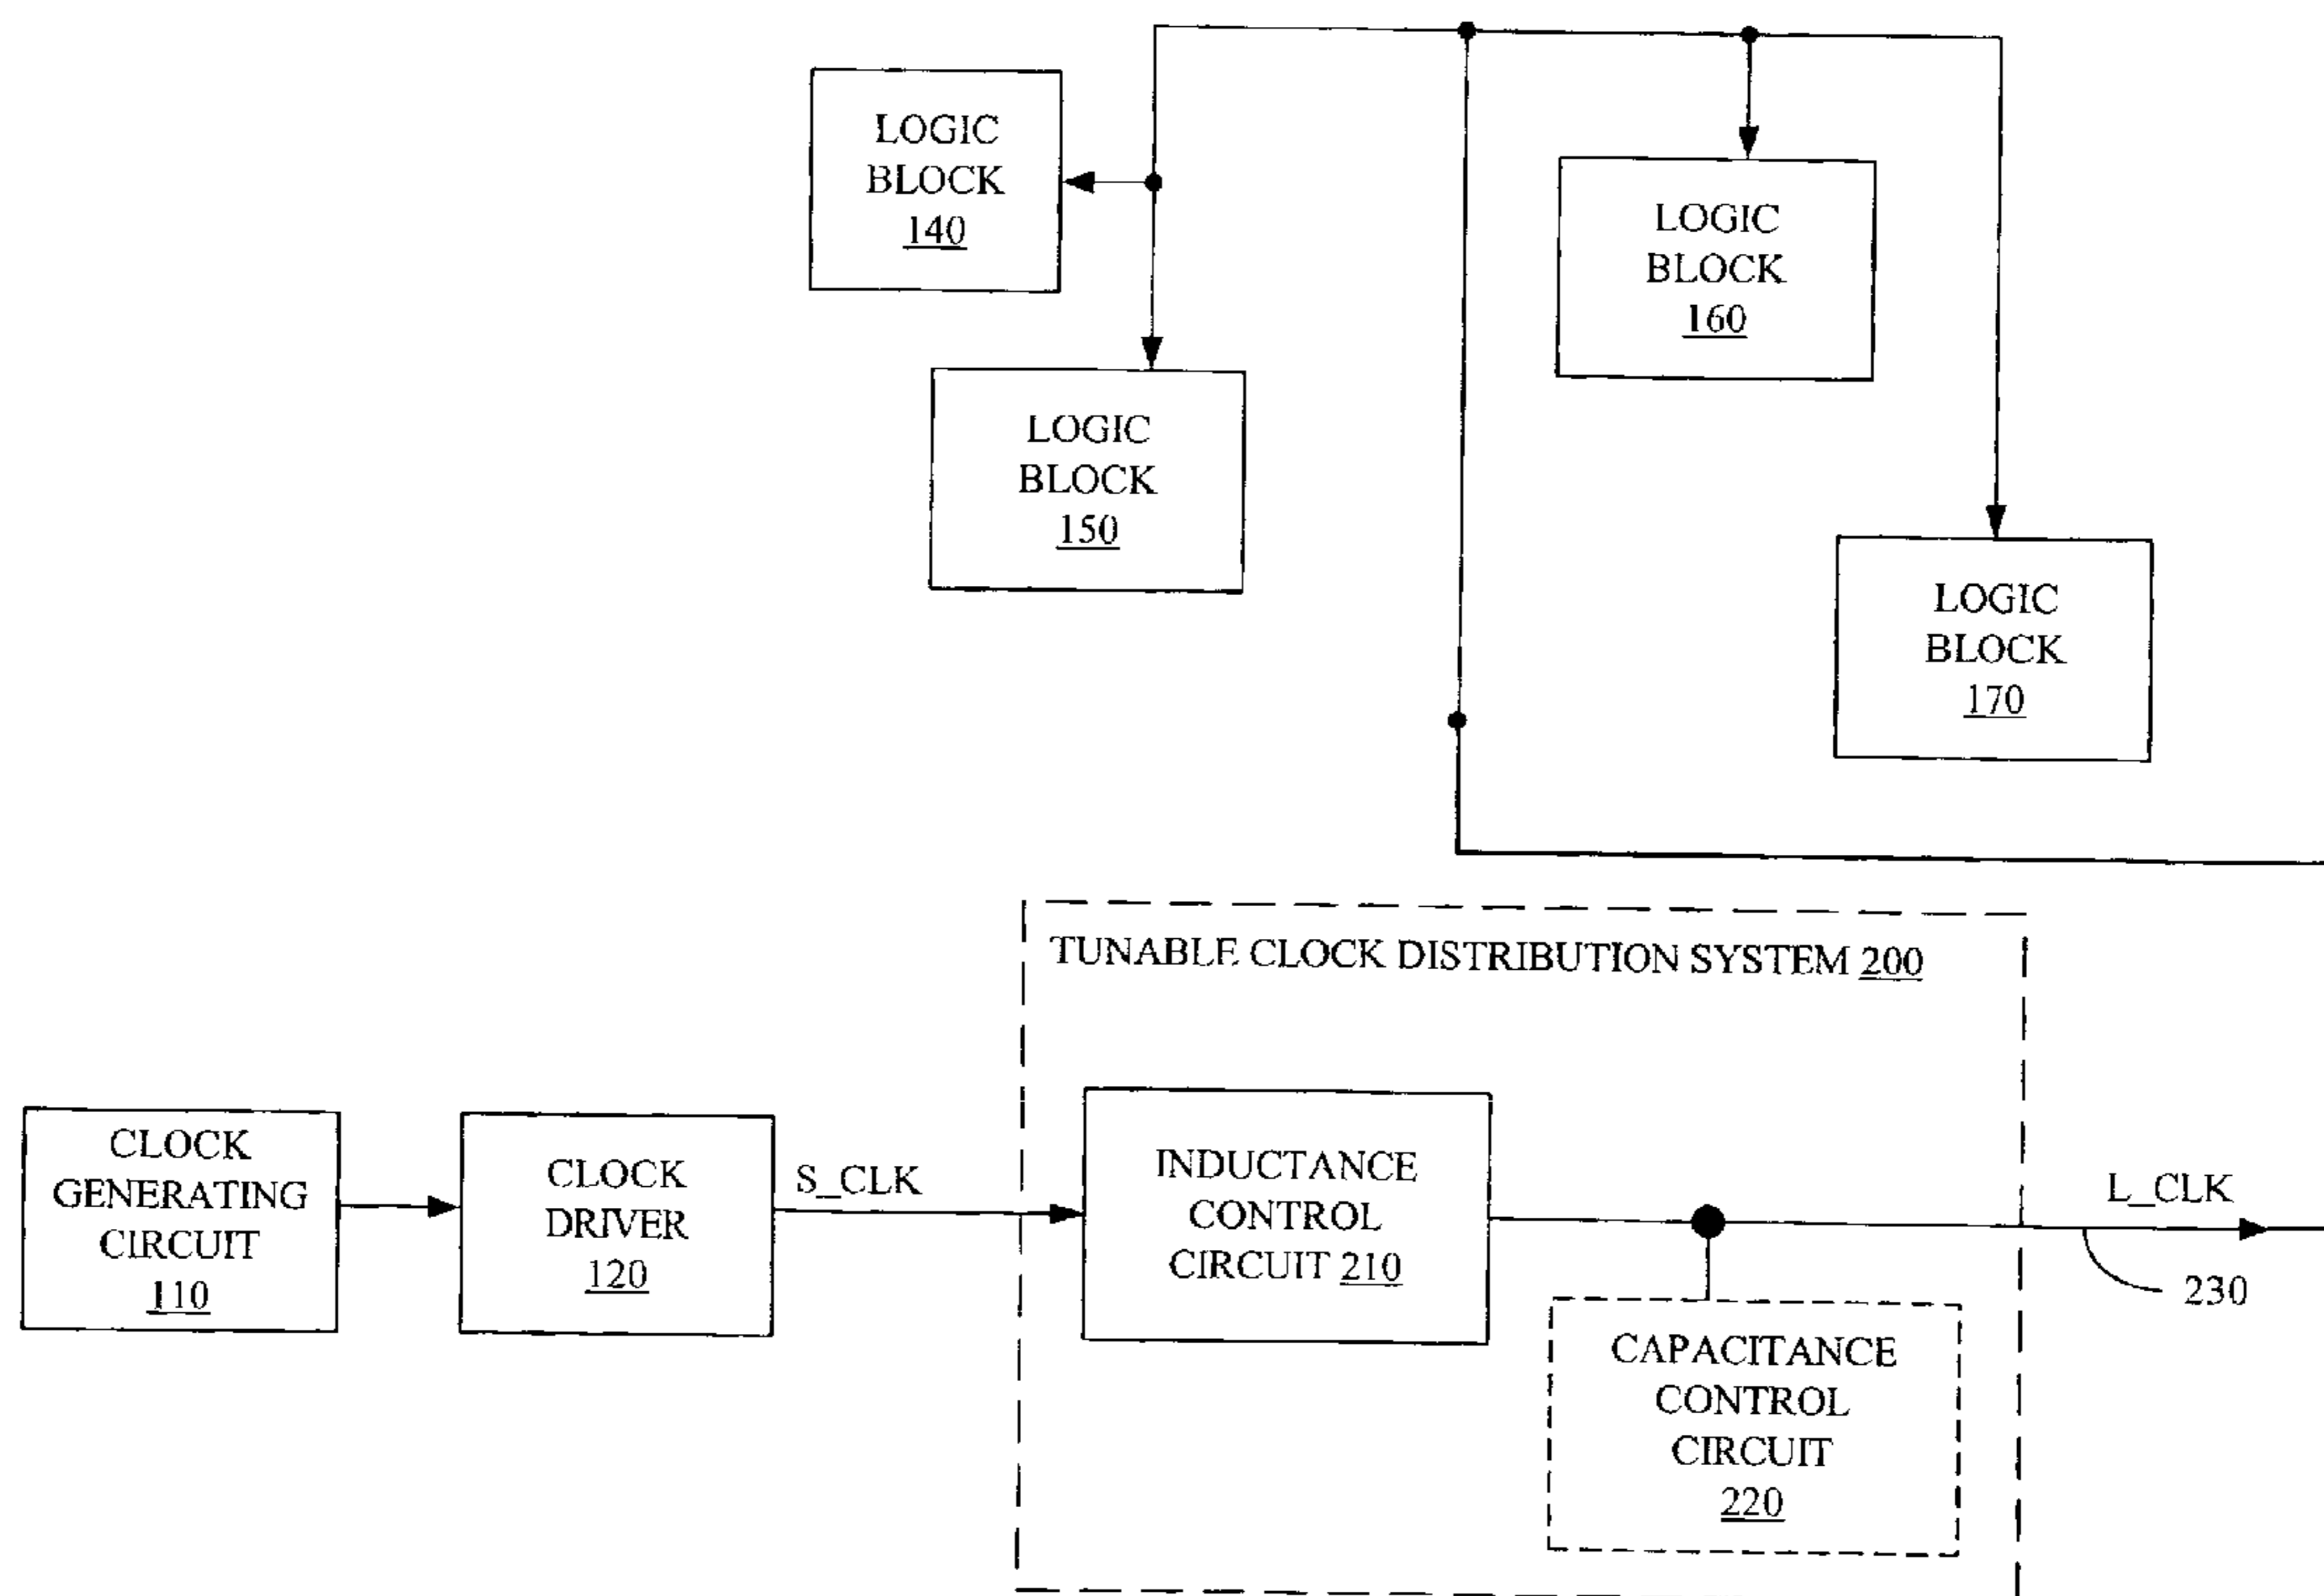 LOGIC
BLOCK
140
LOGIC
BLOCK
150
LOGIC
BLOCK
160
LOGIC
BLOCK
170
TUNABLE CLOCK DISTRIBUTION SYSTEM 200
CLOCK
GENERATING
CIRCUIT
110
CLOCK
DRIVER
120
S_CLK
INDUCTANCE
CONTROL
CIRCUIT 210
CAPACITANCE
CONTROL
CIRCUIT
220
L_CLK
230